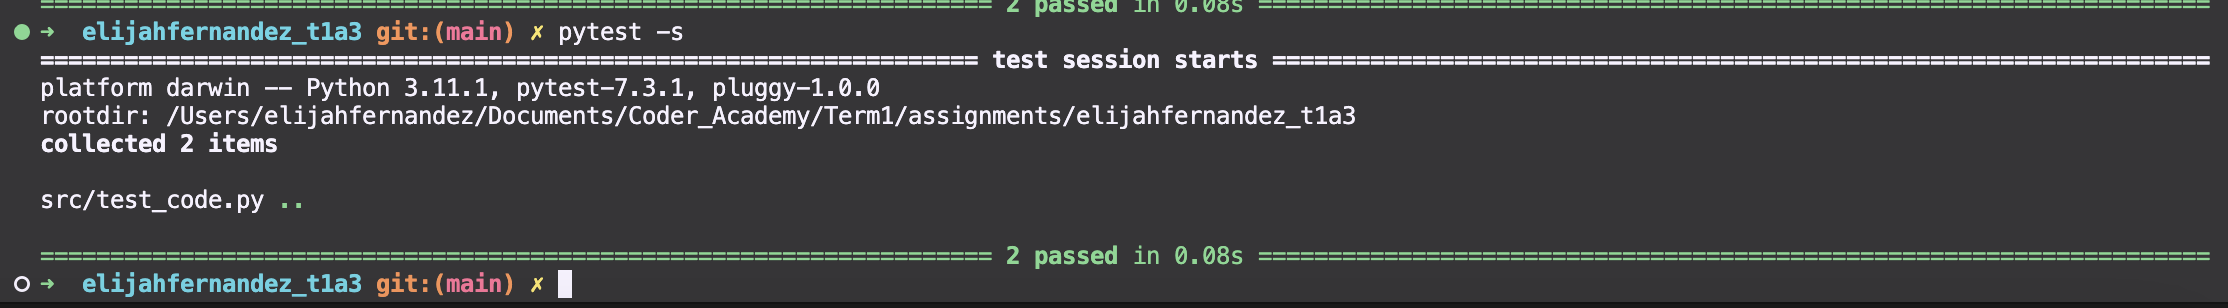 ============================================================================ 2 passed in 0.08s ============================================================================
➜  elijahfernandez_t1a3 git:(main) ✗ pytest -s
=========================================================================== test session starts ===========================================================================
platform darwin -- Python 3.11.1, pytest-7.3.1, pluggy-1.0.0
rootdir: /Users/elijahfernandez/Documents/Coder_Academy/Term1/assignments/elijahfernandez_t1a3
collected 2 items
src/test_code.py ..
============================================================================ 2 passed in 0.08s ============================================================================
➜  elijahfernandez_t1a3 git:(main) ✗